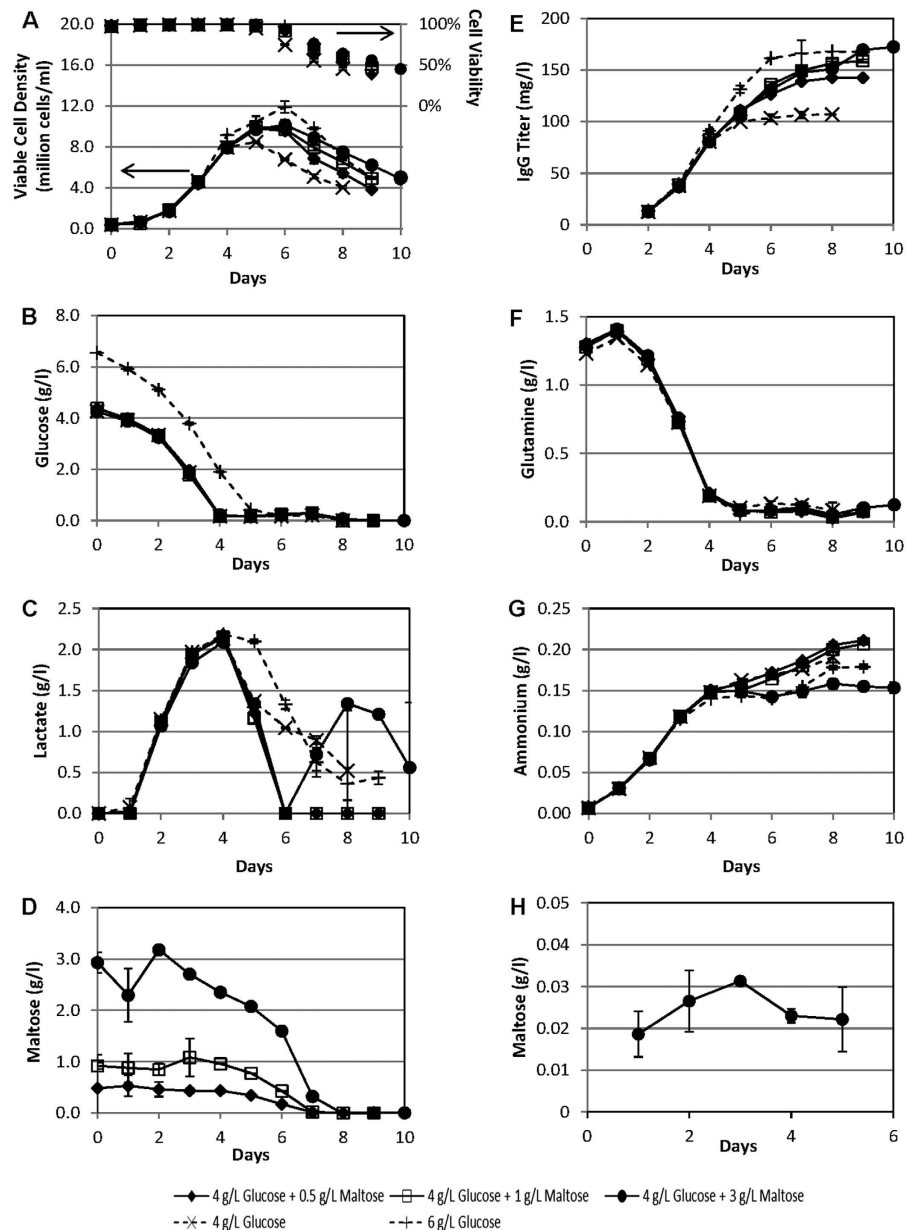 A
Viable Cell Density
(million cells/ml)
20.0
16.0
12.0
8.0
4.0
0.0
100%
50%
0%
Cell Viability
0 2 4 6 8 10
Days
E
IgG Titer (mg/l)
200
150
100
50
0
0 2 4 6 8 10
Days
B
Glucose (g/l)
8.0
6.0
4.0
2.0
0.0
0 2 4 6 8 10
Days
F
Glutamine (g/l)
1.5
1.0
0.5
0.0
0 2 4 6 8 10
Days
C
Lactate (g/l)
2.5
2.0
1.5
1.0
0.5
0.0
0 2 4 6 8 10
Days
G
Ammonium (g/l)
0.25
0.20
0.15
0.10
0.05
0.00
0 2 4 6 8 10
Days
D
Maltose (g/l)
4.0
3.0
2.0
1.0
0.0
0 2 4 6 8 10
Days
H
Maltose (g/l)
0.05
0.04
0.03
0.02
0.01
0
0 2 4 6
Days
4 g/L Glucose + 0.5 g/L Maltose 4 g/L Glucose + 1 g/L Maltose 4 g/L Glucose + 3 g/L Maltose
4 g/L Glucose 6 g/L Glucose